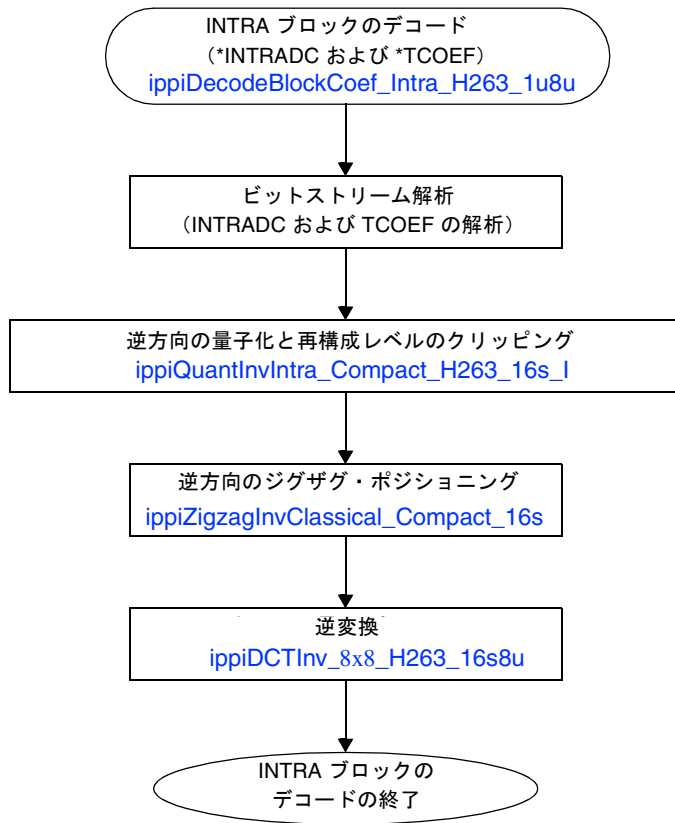 INTRA ブロックのデコード
（*INTRADC および *TCOEF）
ippiDecodeBlockCoef_Intra_H263_1u8u
ビットストリーム解析
（INTRADC および TCOEF の解析）
逆方向の量子化と再構成レベルのクリッピング
ippiQuantInvIntra_Compact_H263_16s_I
逆方向のジグザグ・ポジショニング
ippiZigzagInvClassical_Compact_16s
逆変換
ippiDCTInv_8x8_H263_16s8u
INTRA ブロックの
デコードの終了